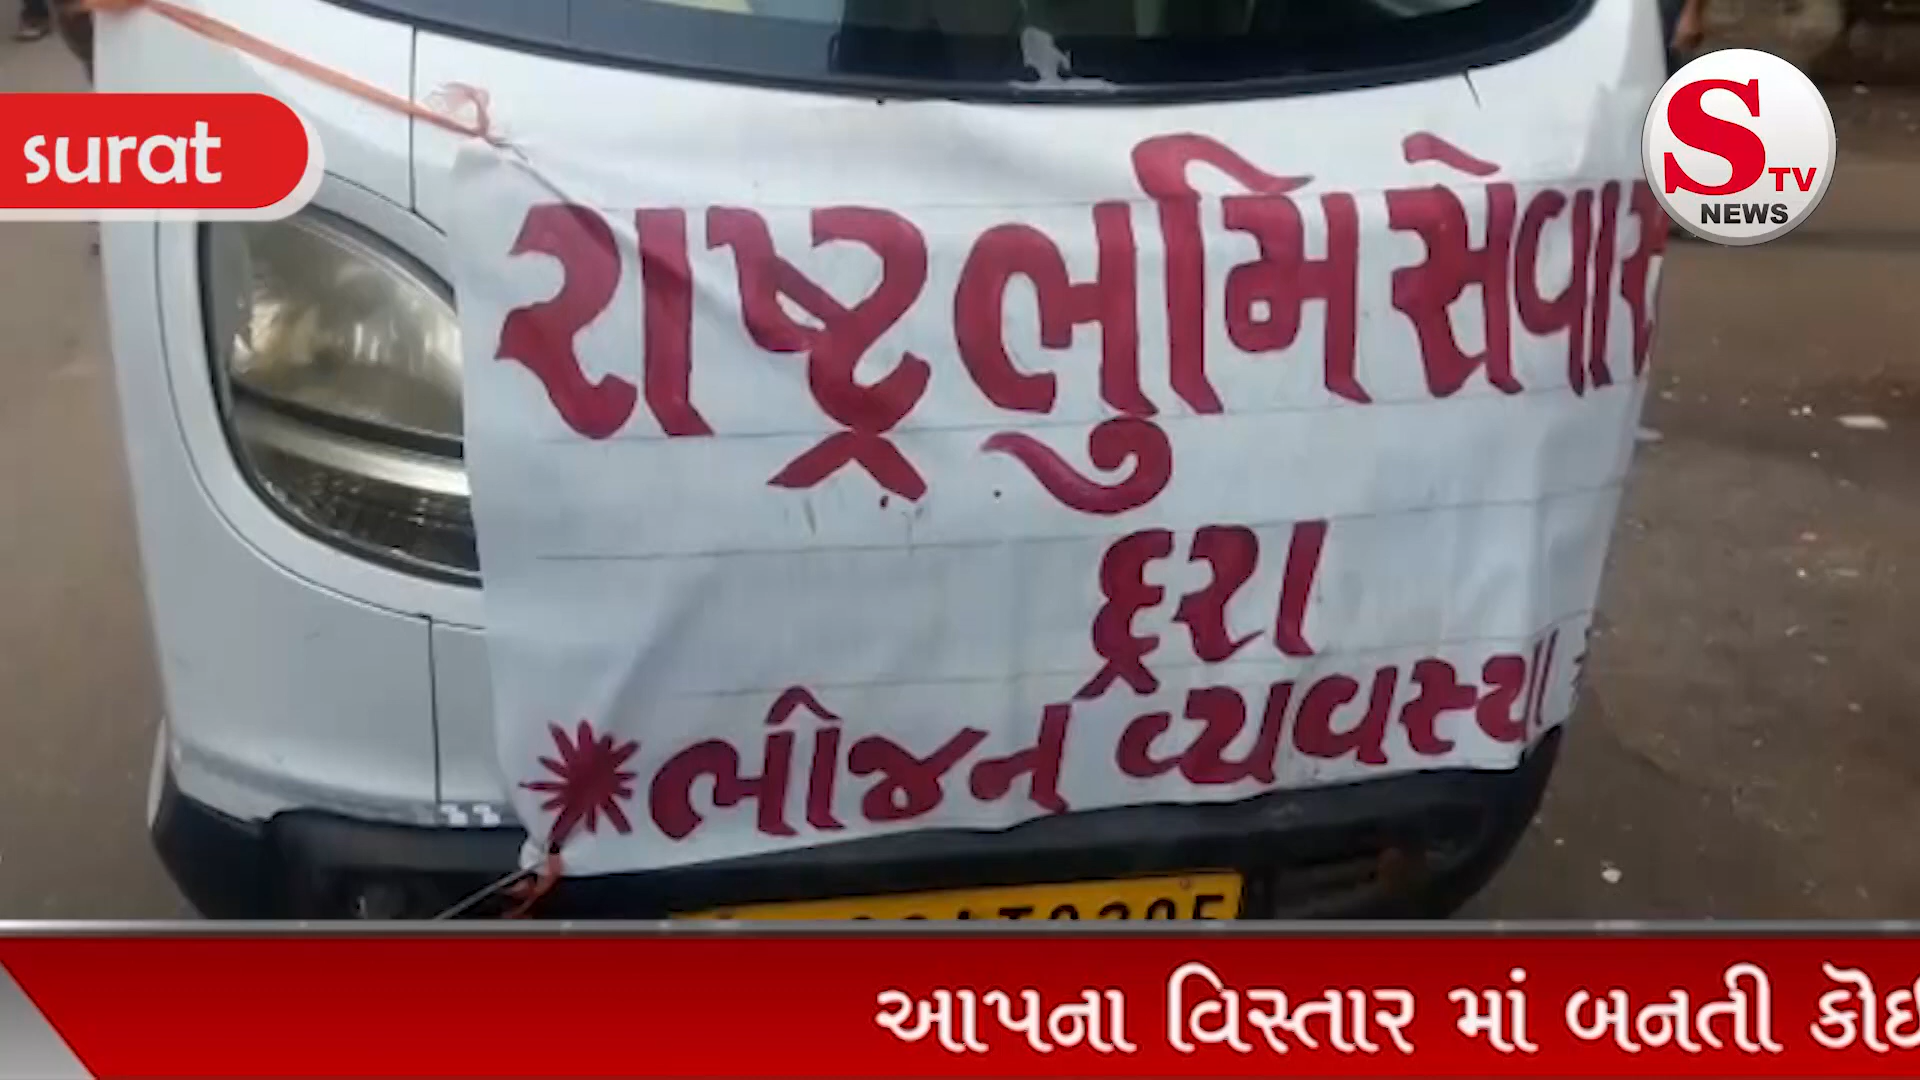 surat
S TV
NEWS
રાષ્ટ્રભુમિ
દ્રરા
* ભોજન વ્યવસ્થા
આપના વિસ્તાર માં બનતી